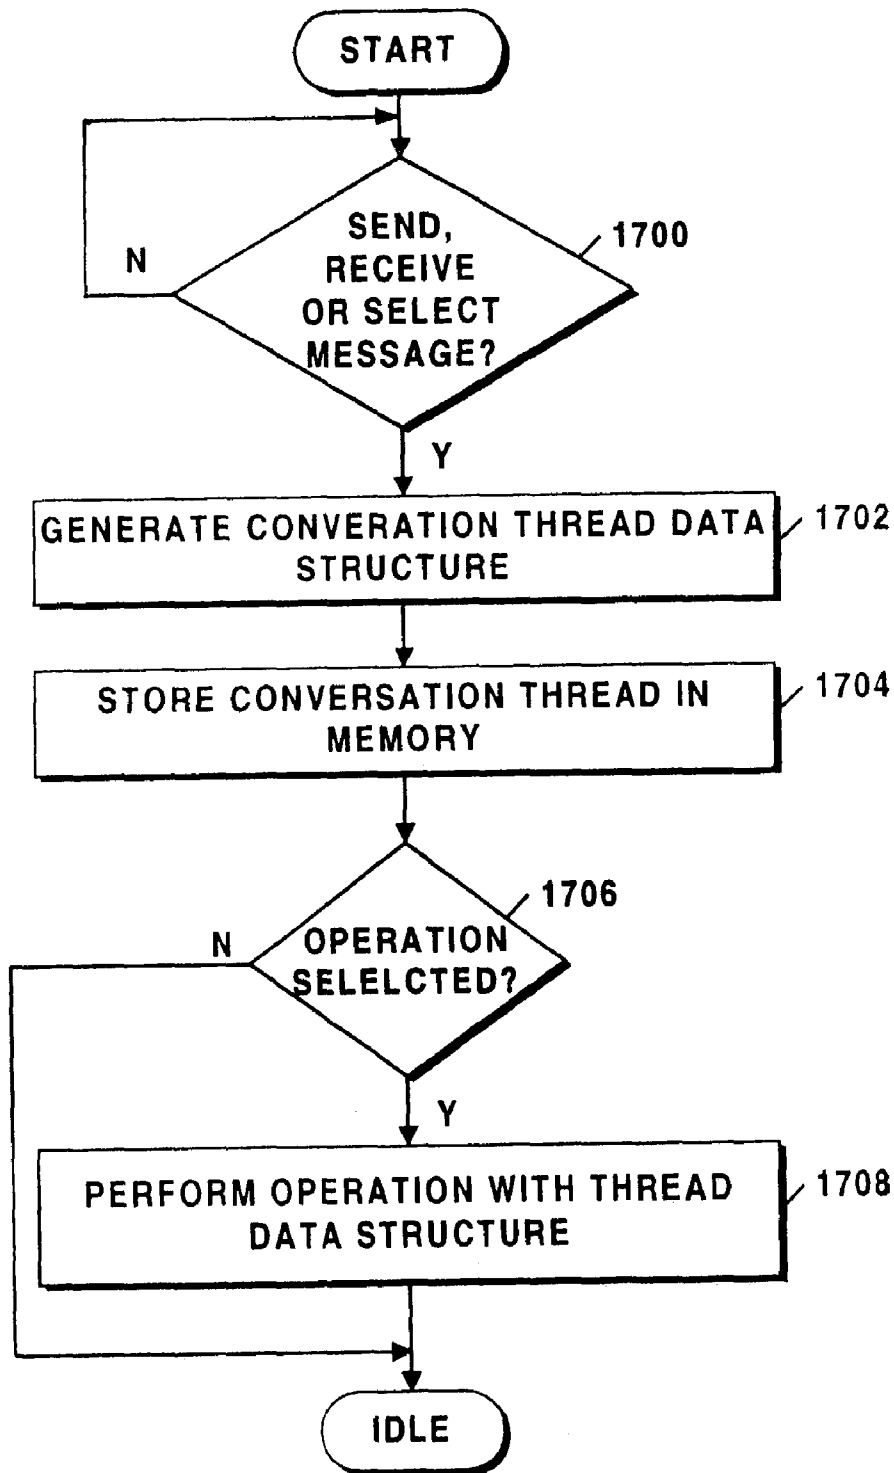 START
SEND,
RECEIVE
OR SELECT
MESSAGE?
1700
N
Y
GENERATE CONVERATION THREAD DATA
STRUCTURE
1702
STORE CONVERSATION THREAD IN
MEMORY
1704
OPERATION
SELELCTED?
1706
N
Y
PERFORM OPERATION WITH THREAD
DATA STRUCTURE
1708
IDLE